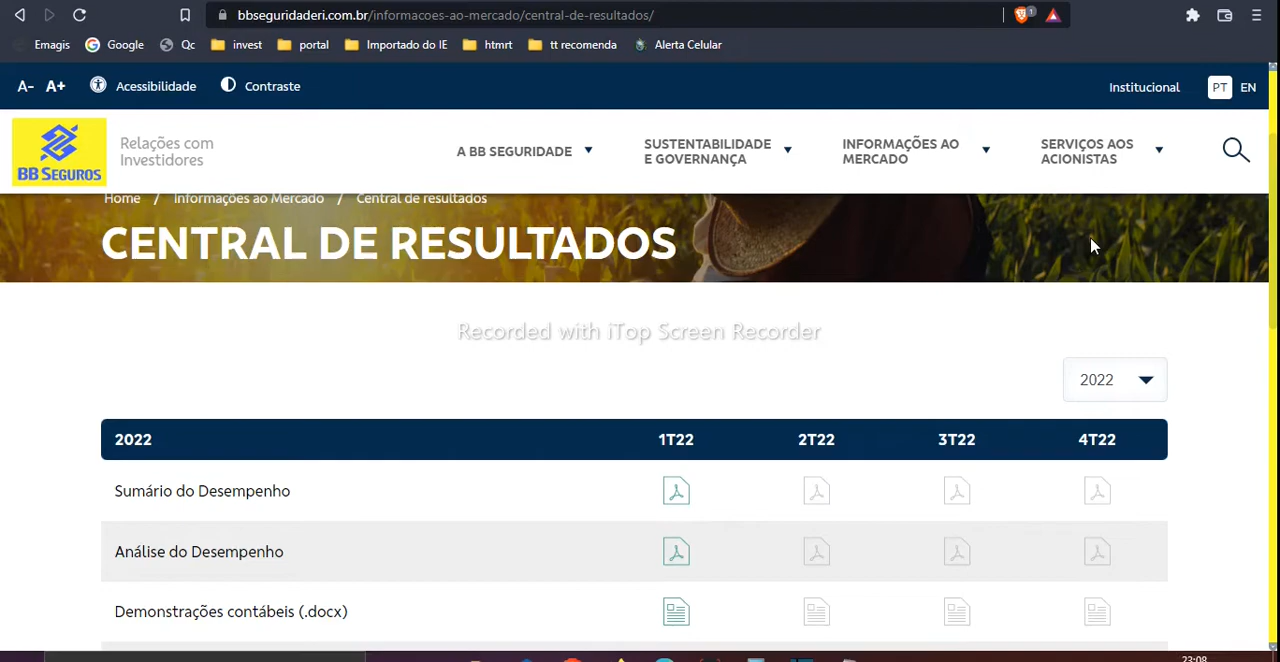 bbseguridaderi.com.br/informacoes-ao-mercado/central-de-resultados/
1
Emagis
Google
Qc
invest
portal
Importado do IE
htmrt
tt recomenda
Alerta Celular
A- A+ Acessibilidade Contraste
Institucional PT EN
BB SEGUROS
Relações com
Investidores
A BB SEGURIDADE
SUSTENTABILIDADE
E GOVERNANÇA
INFORMAÇÕES AO
MERCADO
SERVIÇOS AOS
ACIONISTAS
Home / Informações ao Mercado / Central de resultados
CENTRAL DE RESULTADOS
Recorded with iTop Screen Recorder
2022
2022 1T22 2T22 3T22 4T22
Sumário do Desempenho
Análise do Desempenho
Demonstrações contábeis (.docx)
23:08